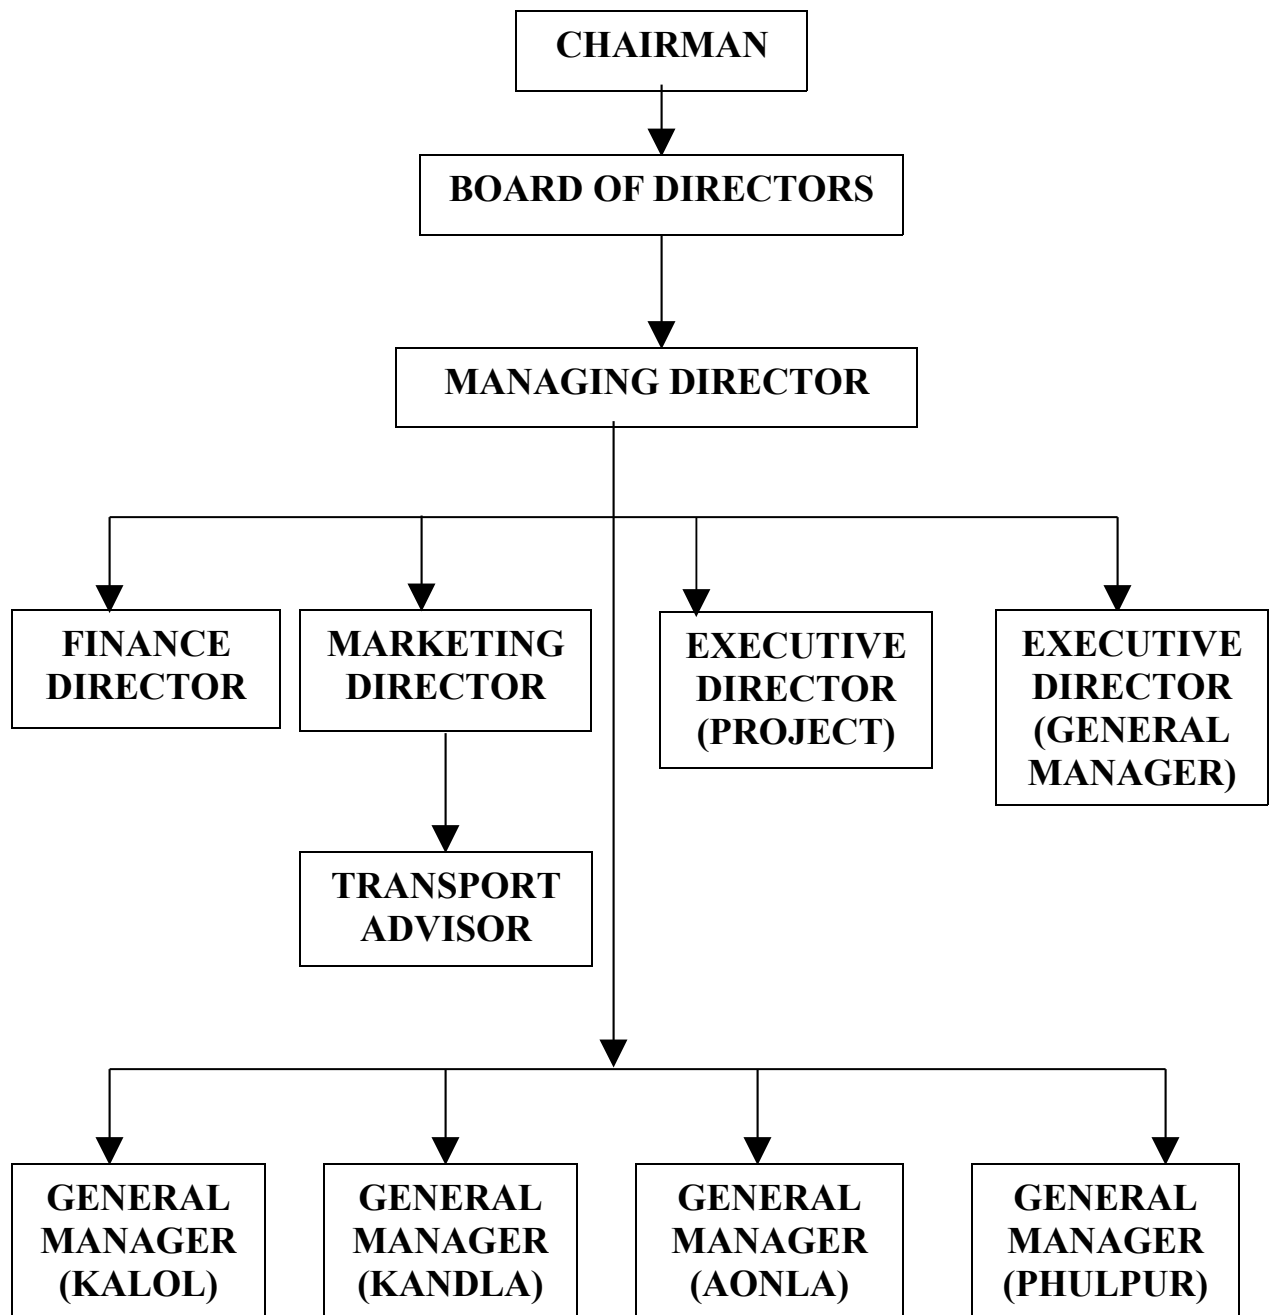 CHAIRMAN
BOARD OF DIRECTORS
MANAGING DIRECTOR
FINANCE
DIRECTOR
MARKETING
DIRECTOR
EXECUTIVE
DIRECTOR
(PROJECT)
EXECUTIVE
DIRECTOR
(GENERAL
MANAGER)
TRANSPORT
ADVISOR
GENERAL
MANAGER
(KALOL)
GENERAL
MANAGER
(KANDLA)
GENERAL
MANAGER
(AONLA)
GENERAL
MANAGER
(PHULPUR)